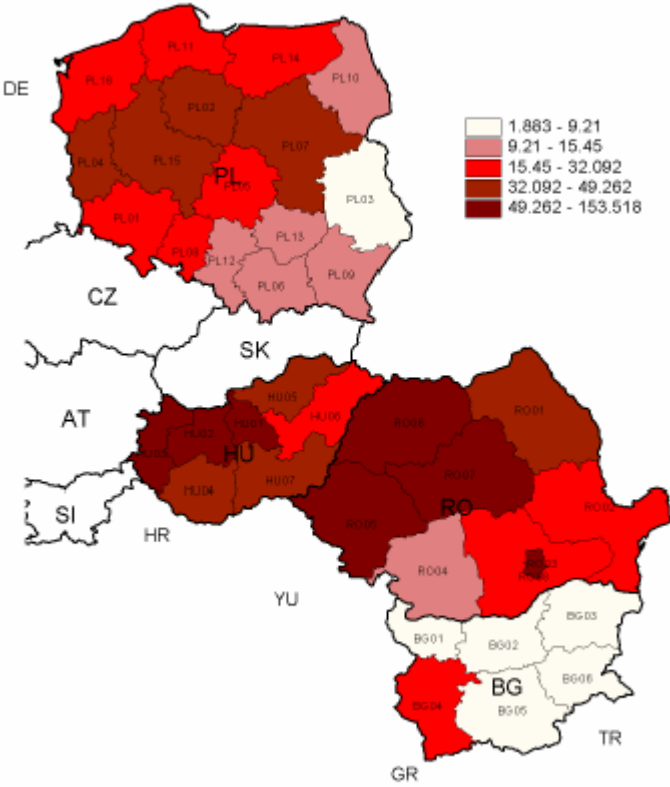 PL11
PL14
PL16
PL10
DE
PL02
PL07
1.883 - 9.21
9.21 - 15.45
15.45 - 32.092
32.092 - 49.262
49.262 - 153.518
PL04
PL15
PL
PL05
PL03
PL01
PL08
PL12
PL13
PL09
PL06
CZ
SK
AT
HU05
HU06
RO01
HU01
HU02
RO06
HU03
HU
RO07
HU04
HU07
SI
RO
RO02
RO05
HR
RO04
YU
BG03
BG01
BG02
BG
BG06
BG04
BG05
TR
GR